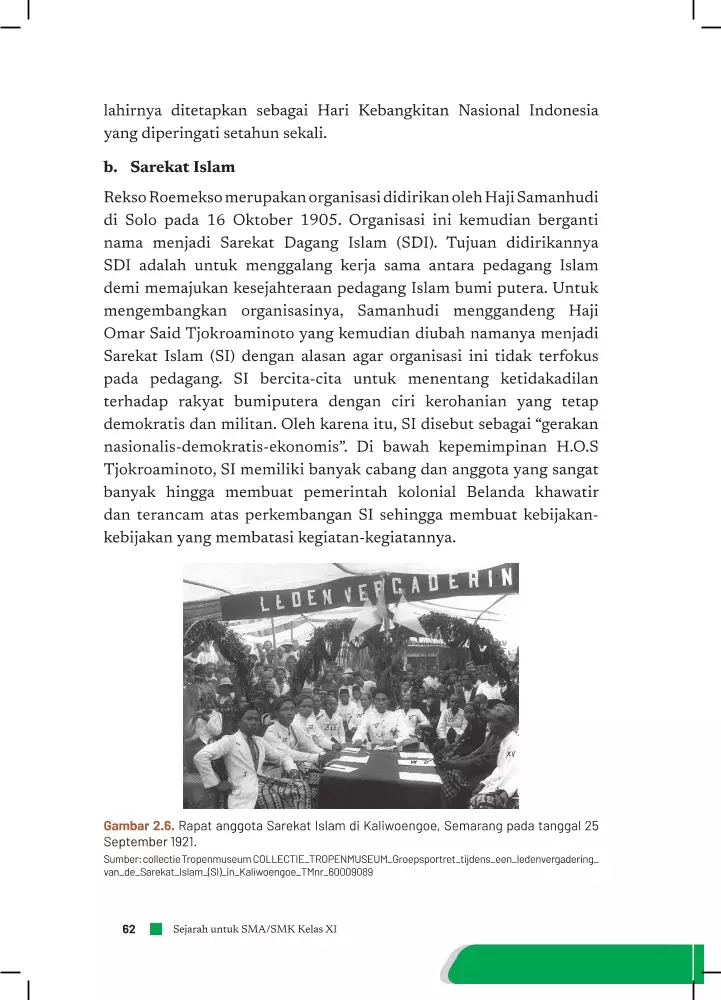 lahirnya ditetapkan sebagai Hari Kebangkitan Nasional Indonesia
yang diperingati setahun sekali.
b. Sarekat Islam
Rekso Roemekso merupakan organisasi didirikan oleh Haji Samanhudi
di Solo pada 16 Oktober 1905. Organisasi ini kemudian berganti
nama menjadi Sarekat Dagang Islam (SDI). Tujuan didirikannya
SDI adalah untuk menggalang kerja sama antara pedagang Islam
demi memajukan kesejahteraan pedagang Islam bumi putera. Untuk
mengembangkan organisasinya, Samanhudi menggandeng Haji
Omar Said Tjokroaminoto yang kemudian diubah namanya menjadi
Sarekat Islam (SI) dengan alasan agar organisasi ini tidak terfokus
pada pedagang. SI bercita-cita untuk menentang ketidakadilan
terhadap rakyat bumiputera dengan ciri kerohanian yang tetap
demokratis dan militan. Oleh karena itu, SI disebut sebagai “gerakan
nasionalis-demokratis-ekonomis”. Di bawah kepemimpinan H.O.S
Tjokroaminoto, SI memiliki banyak cabang dan anggota yang sangat
banyak hingga membuat pemerintah kolonial Belanda khawatir
dan terancam atas perkembangan SI sehingga membuat kebijakan-
kebijakan yang membatasi kegiatan-kegiatannya.
LEDEN VERGADERIN
Gambar 2.6. Rapat anggota Sarekat Islam di Kaliwoengoe, Semarang pada tanggal 25
September 1921.
Sumber: collectie Tropenmuseum COLLECTIE_TROPENMUSEUM_Groepsportret_tijdens_een_ledenvergadering_
van_de_Sarekat_Islam_(SI)_in_Kaliwoengoe_TMnr_60009089
62 Sejarah untuk SMA/SMK Kelas XI